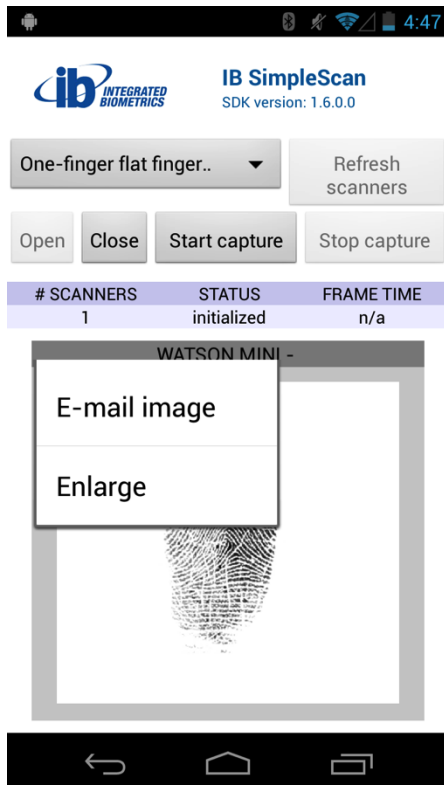 4:47
ib INTEGRATED BIOMETRICS
IB SimpleScan
SDK version: 1.6.0.0
One-finger flat finger..
Refresh scanners
Open
Close
Start capture
Stop capture
# SCANNERS STATUS FRAME TIME
1 initialized n/a
WATSON MINI -
E-mail image
Enlarge